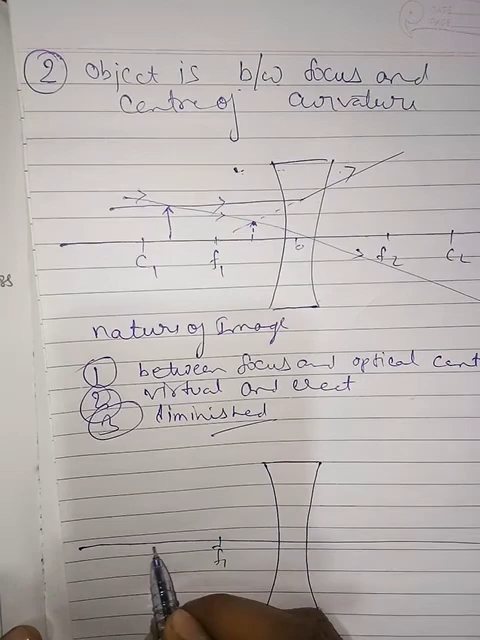 ② Object is b/w focus and
Centre of curvature
C₁ f₁ o f₂ C₂
nature of Image
① between focus and optical cent
② virtual and erect
③ diminished
f₁